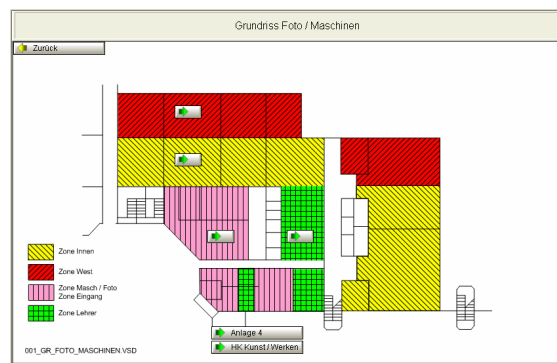 Grundriss Foto / Maschinen
Zurück
Zone Innen
Zone West
Zone Masch / Foto
Zone Eingang
Zone Lehrer
Anlage 4
HK Kunst / Werken
001_GR_FOTO_MASCHINEN.VSD